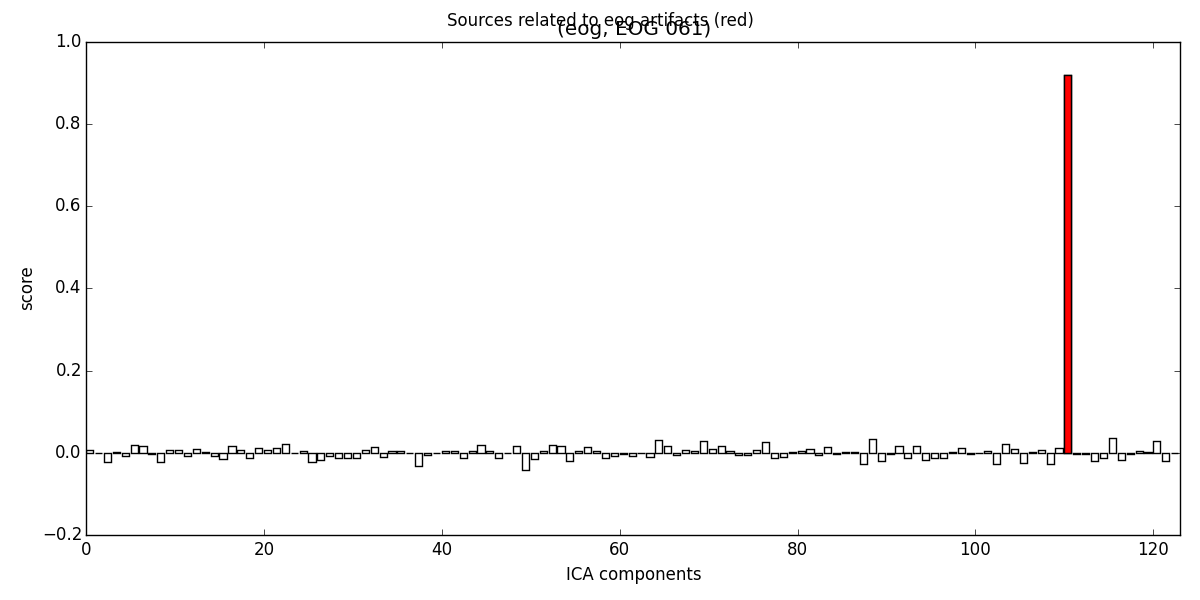 Sources related to eog artifacts (red)
(eog, EOG 061)
1.0
0.8
0.6
0.4
0.2
0.0
−0.2
score
0 20 40 60 80 100 120
ICA components